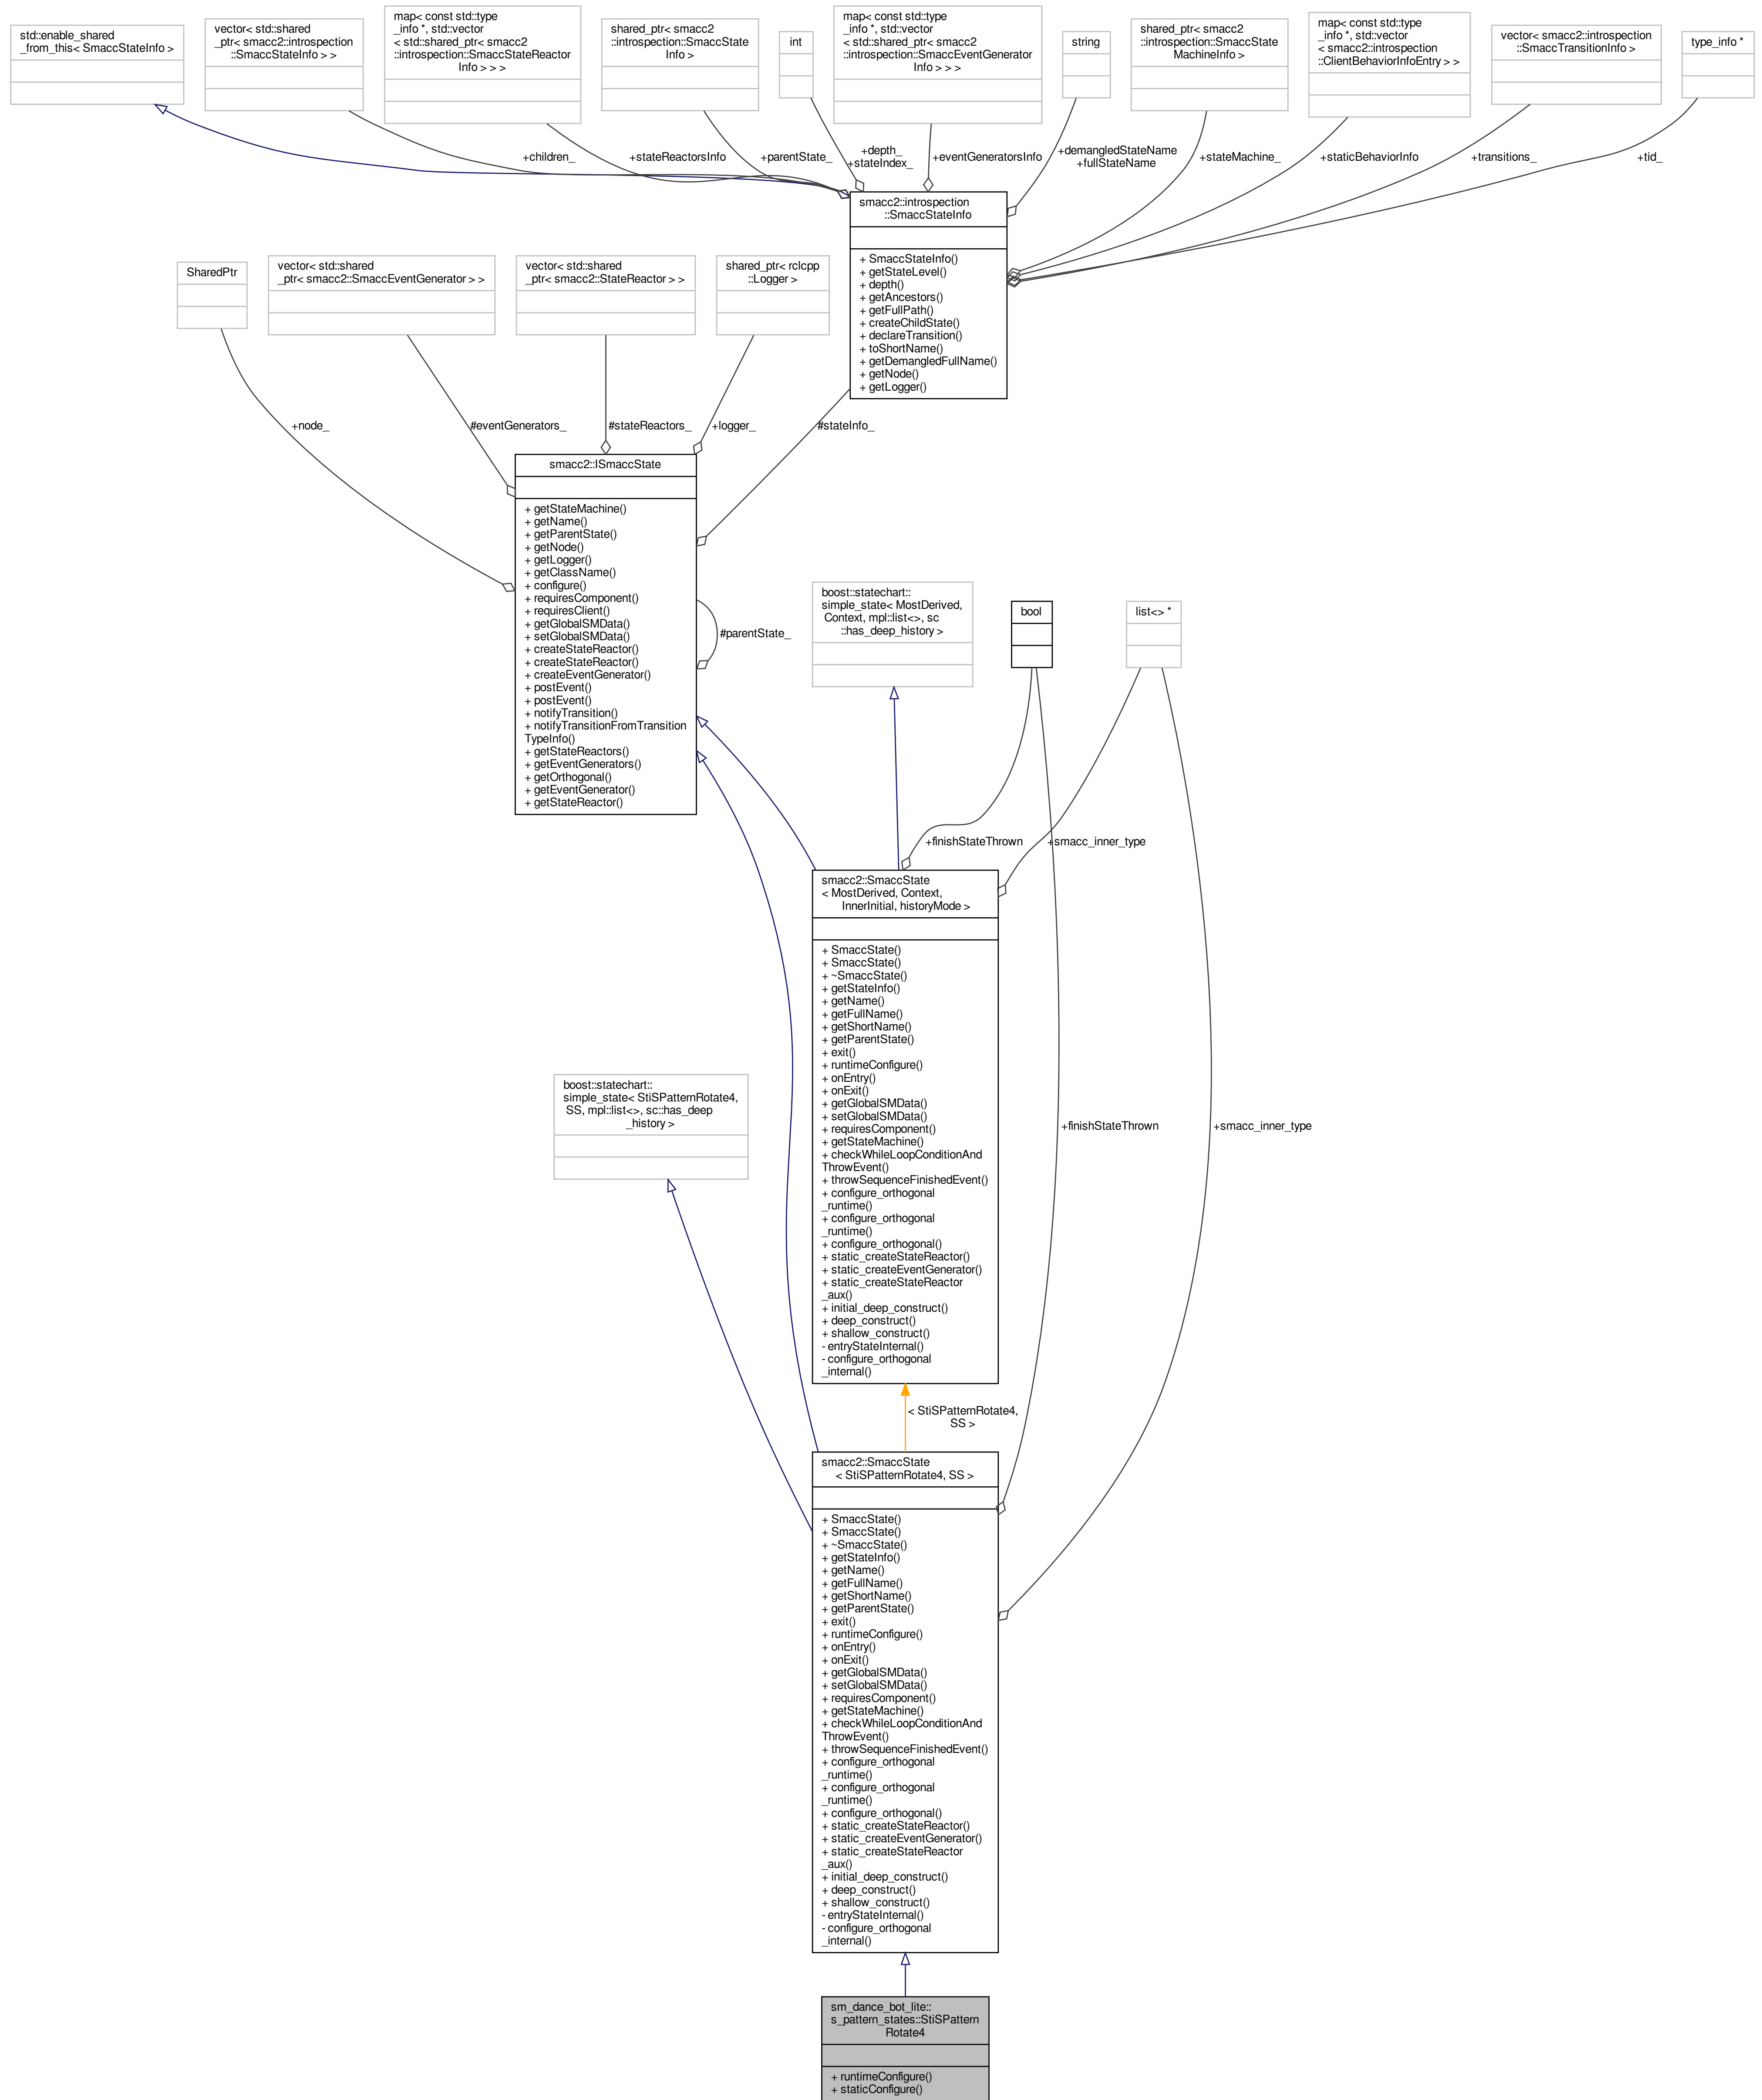 std::enable_shared
_from_this< SmaccStateInfo >
vector< std::shared
_ptr< smacc2::introspection
::SmaccStateInfo > >
map< const std::type
_info *, std::vector
< std::shared_ptr< smacc2
::introspection::SmaccStateReactor
Info > > >
shared_ptr< smacc2
::introspection::SmaccState
Info >
int
map< const std::type
_info *, std::vector
< std::shared_ptr< smacc2
::introspection::SmaccEventGenerator
Info > > >
string
shared_ptr< smacc2
::introspection::SmaccState
MachineInfo >
map< const std::type
_info *, std::vector
< smacc2::introspection
::ClientBehaviorInfoEntry > >
vector< smacc2::introspection
::SmaccTransitionInfo >
type_info *
+children_
+stateReactorsInfo
+parentState_
+depth_
+stateIndex_
+eventGeneratorsInfo
+demangledStateName
+fullStateName
+stateMachine_
+staticBehaviorInfo
+transitions_
+tid_
smacc2::introspection
::SmaccStateInfo
+ SmaccStateInfo()
+ getStateLevel()
+ depth()
+ getAncestors()
+ getFullPath()
+ createChildState()
+ declareTransition()
+ toShortName()
+ getDemangledFullName()
+ getNode()
+ getLogger()
SharedPtr
vector< std::shared
_ptr< smacc2::SmaccEventGenerator > >
vector< std::shared
_ptr< smacc2::StateReactor > >
shared_ptr< rclcpp
::Logger >
+node_
#eventGenerators_
#stateReactors_
+logger_
#stateInfo_
smacc2::ISmaccState
+ getStateMachine()
+ getName()
+ getParentState()
+ getNode()
+ getLogger()
+ getClassName()
+ configure()
+ requiresComponent()
+ requiresClient()
+ getGlobalSMData()
+ setGlobalSMData()
+ createStateReactor()
+ createStateReactor()
+ createEventGenerator()
+ postEvent()
+ postEvent()
+ notifyTransition()
+ notifyTransitionFromTransition
TypeInfo()
+ getStateReactors()
+ getEventGenerators()
+ getOrthogonal()
+ getEventGenerator()
+ getStateReactor()
#parentState_
boost::statechart::
simple_state< MostDerived,
Context, mpl::list<>, sc
::has_deep_history >
bool
list<> *
+finishStateThrown
+smacc_inner_type
smacc2::SmaccState
< MostDerived, Context,
InnerInitial, historyMode >
+ SmaccState()
+ SmaccState()
+ ~SmaccState()
+ getStateInfo()
+ getName()
+ getFullName()
+ getShortName()
+ getParentState()
+ exit()
+ runtimeConfigure()
+ onEntry()
+ onExit()
+ getGlobalSMData()
+ setGlobalSMData()
+ requiresComponent()
+ getStateMachine()
+ checkWhileLoopConditionAnd
ThrowEvent()
+ throwSequenceFinishedEvent()
+ configure_orthogonal
_runtime()
+ configure_orthogonal
_runtime()
+ configure_orthogonal()
+ static_createStateReactor()
+ static_createEventGenerator()
+ static_createStateReactor
_aux()
+ initial_deep_construct()
+ deep_construct()
+ shallow_construct()
- entryStateInternal()
- configure_orthogonal
_internal()
boost::statechart::
simple_state< StiSPatternRotate4,
SS, mpl::list<>, sc::has_deep
_history >
+finishStateThrown
+smacc_inner_type
< StiSPatternRotate4,
SS >
smacc2::SmaccState
< StiSPatternRotate4, SS >
+ SmaccState()
+ SmaccState()
+ ~SmaccState()
+ getStateInfo()
+ getName()
+ getFullName()
+ getShortName()
+ getParentState()
+ exit()
+ runtimeConfigure()
+ onEntry()
+ onExit()
+ getGlobalSMData()
+ setGlobalSMData()
+ requiresComponent()
+ getStateMachine()
+ checkWhileLoopConditionAnd
ThrowEvent()
+ throwSequenceFinishedEvent()
+ configure_orthogonal
_runtime()
+ configure_orthogonal
_runtime()
+ configure_orthogonal()
+ static_createStateReactor()
+ static_createEventGenerator()
+ static_createStateReactor
_aux()
+ initial_deep_construct()
+ deep_construct()
+ shallow_construct()
- entryStateInternal()
- configure_orthogonal
_internal()
sm_dance_bot_lite::
s_pattern_states::StiSPattern
Rotate4
+ runtimeConfigure()
+ staticConfigure()